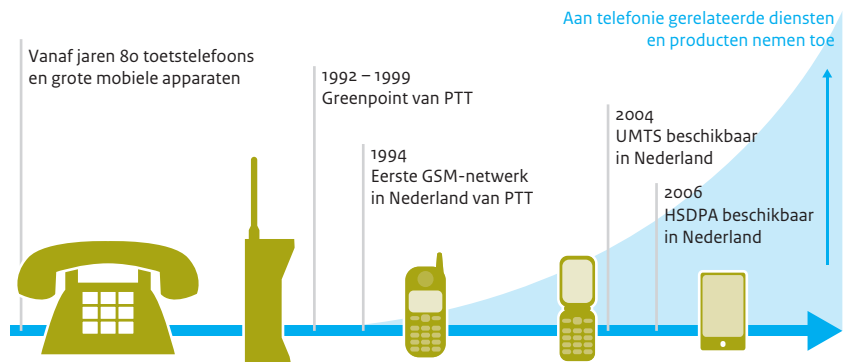 Aan telefonie gerelateerde diensten
en producten nemen toe
Vanaf jaren 80 toetstelefoons
en grote mobiele apparaten
1992 – 1999
Greenpoint van PTT
1994
Eerste GSM-netwerk
in Nederland van PTT
2004
UMTS beschikbaar
in Nederland
2006
HSDPA beschikbaar
in Nederland